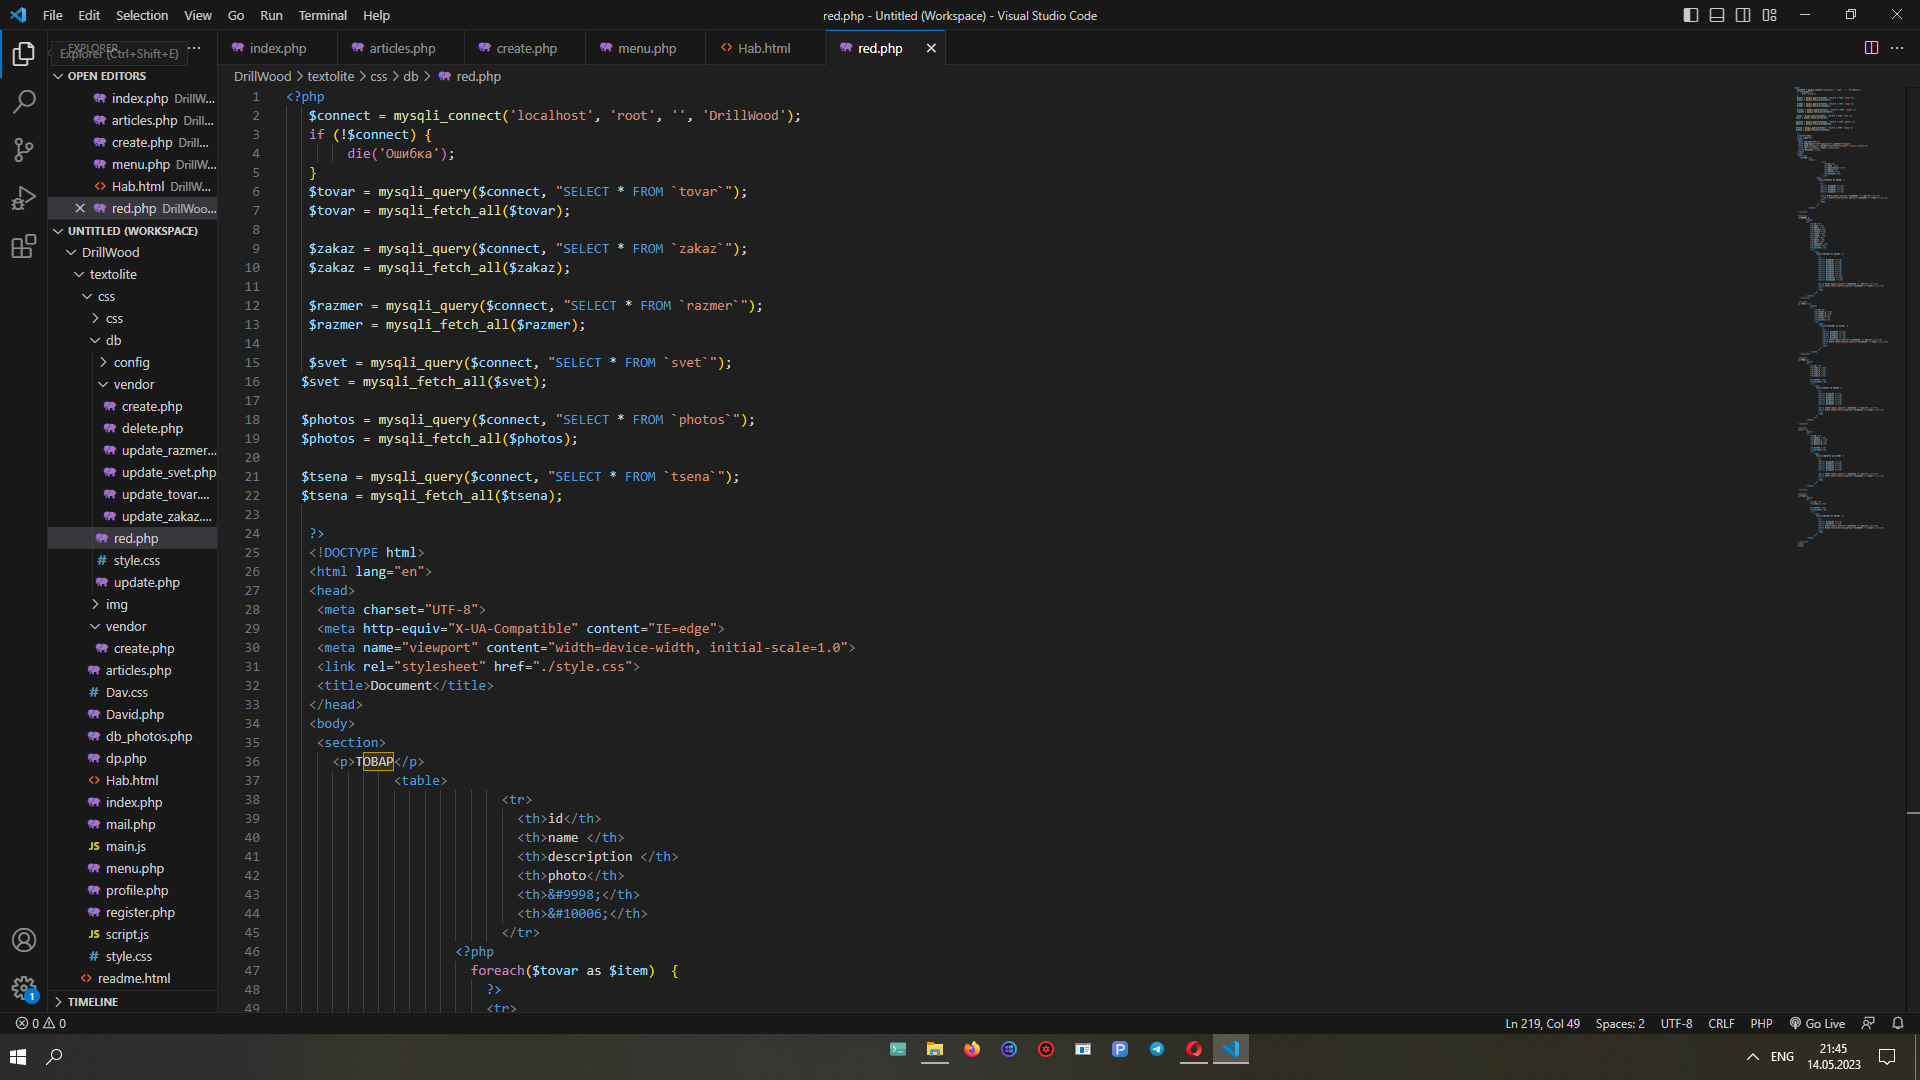 File Edit Selection View Go Run Terminal Help
red.php - Untitled (Workspace) - Visual Studio Code
EXPLORER
Explorer (Ctrl+Shift+E)
OPEN EDITORS
index.php DrillW...
articles.php Drill...
create.php Drill...
menu.php DrillW...
Hab.html DrillW...
red.php DrillWoo...
UNTITLED (WORKSPACE)
DrillWood
textolite
css
css
db
config
vendor
create.php
delete.php
update_razmer...
update_svet.php
update_tovar....
update_zakaz....
red.php
style.css
update.php
img
vendor
create.php
articles.php
Dav.css
David.php
db_photos.php
dp.php
Hab.html
index.php
mail.php
main.js
menu.php
profile.php
register.php
script.js
style.css
readme.html
TIMELINE
index.php articles.php create.php menu.php Hab.html red.php
DrillWood > textolite > css > db > red.php
1 <?php
2 $connect = mysqli_connect('localhost', 'root', '', 'DrillWood');
3 if (!$connect) {
4 die('Ошибка');
5 }
6 $tovar = mysqli_query($connect, "SELECT * FROM `tovar`");
7 $tovar = mysqli_fetch_all($tovar);
8
9 $zakaz = mysqli_query($connect, "SELECT * FROM `zakaz`");
10 $zakaz = mysqli_fetch_all($zakaz);
11
12 $razmer = mysqli_query($connect, "SELECT * FROM `razmer`");
13 $razmer = mysqli_fetch_all($razmer);
14
15 $svet = mysqli_query($connect, "SELECT * FROM `svet`");
16 $svet = mysqli_fetch_all($svet);
17
18 $photos = mysqli_query($connect, "SELECT * FROM `photos`");
19 $photos = mysqli_fetch_all($photos);
20
21 $tsena = mysqli_query($connect, "SELECT * FROM `tsena`");
22 $tsena = mysqli_fetch_all($tsena);
23
24 ?>
25 <!DOCTYPE html>
26 <html lang="en">
27 <head>
28 <meta charset="UTF-8">
29 <meta http-equiv="X-UA-Compatible" content="IE=edge">
30 <meta name="viewport" content="width=device-width, initial-scale=1.0">
31 <link rel="stylesheet" href="./style.css">
32 <title>Document</title>
33 </head>
34 <body>
35 <section>
36 <p>ТОВАР</p>
37 <table>
38 <tr>
39 <th>id</th>
40 <th>name </th>
41 <th>description </th>
42 <th>photo</th>
43 <th>&#9998;</th>
44 <th>&#10006;</th>
45 </tr>
46 <?php
47 foreach($tovar as $item) {
48 ?>
49 <tr>
0 0
1
Ln 219, Col 49 Spaces: 2 UTF-8 CRLF PHP Go Live
ENG
21:45
14.05.2023